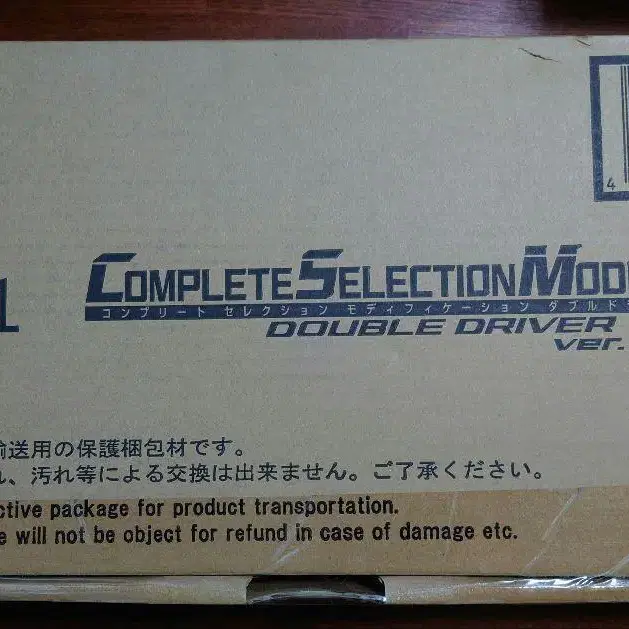 4
COMPLETE SELECTION MOD
コンプリート セレクション モディフィケーション ダブルド
DOUBLE DRIVER
ver.
輸送用の保護梱包材です。
れ、汚れ等による交換は出来ません。ご了承ください。
ctive package for product transportation.
e will not be object for refund in case of damage etc.